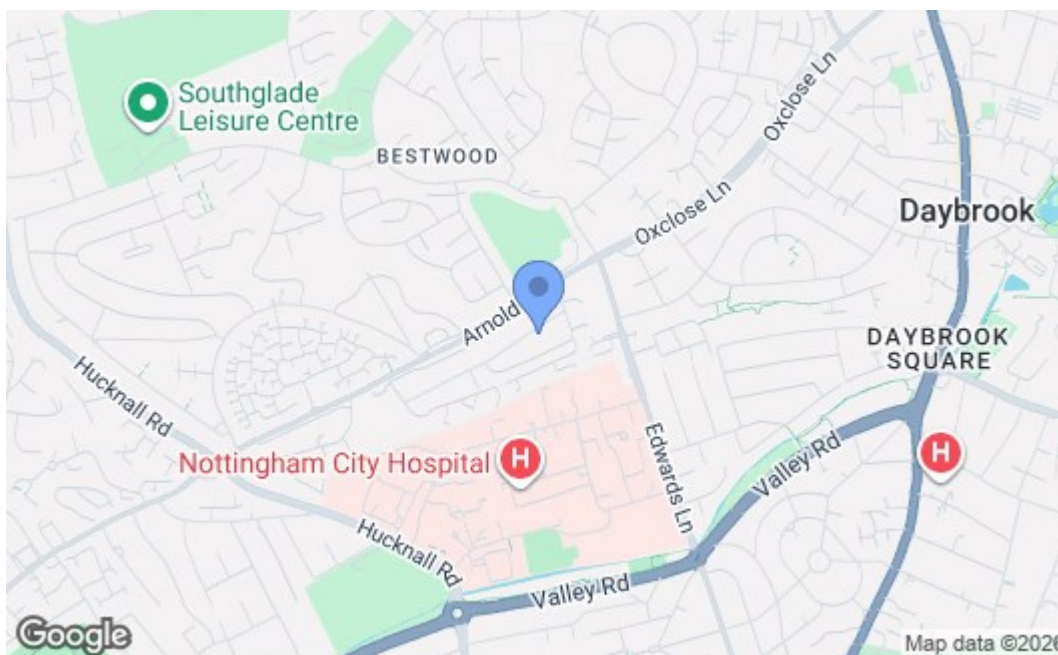 Southglade
Leisure Centre
BESTWOOD
Oxclose Ln
Oxclose Ln
Daybrook
Arnold
DAYBROOK
SQUARE
Hucknall Rd
Nottingham City Hospital
H
H
Edwards Ln
Valley Rd
Hucknall Rd
Valley Rd
Google
Map data ©2026